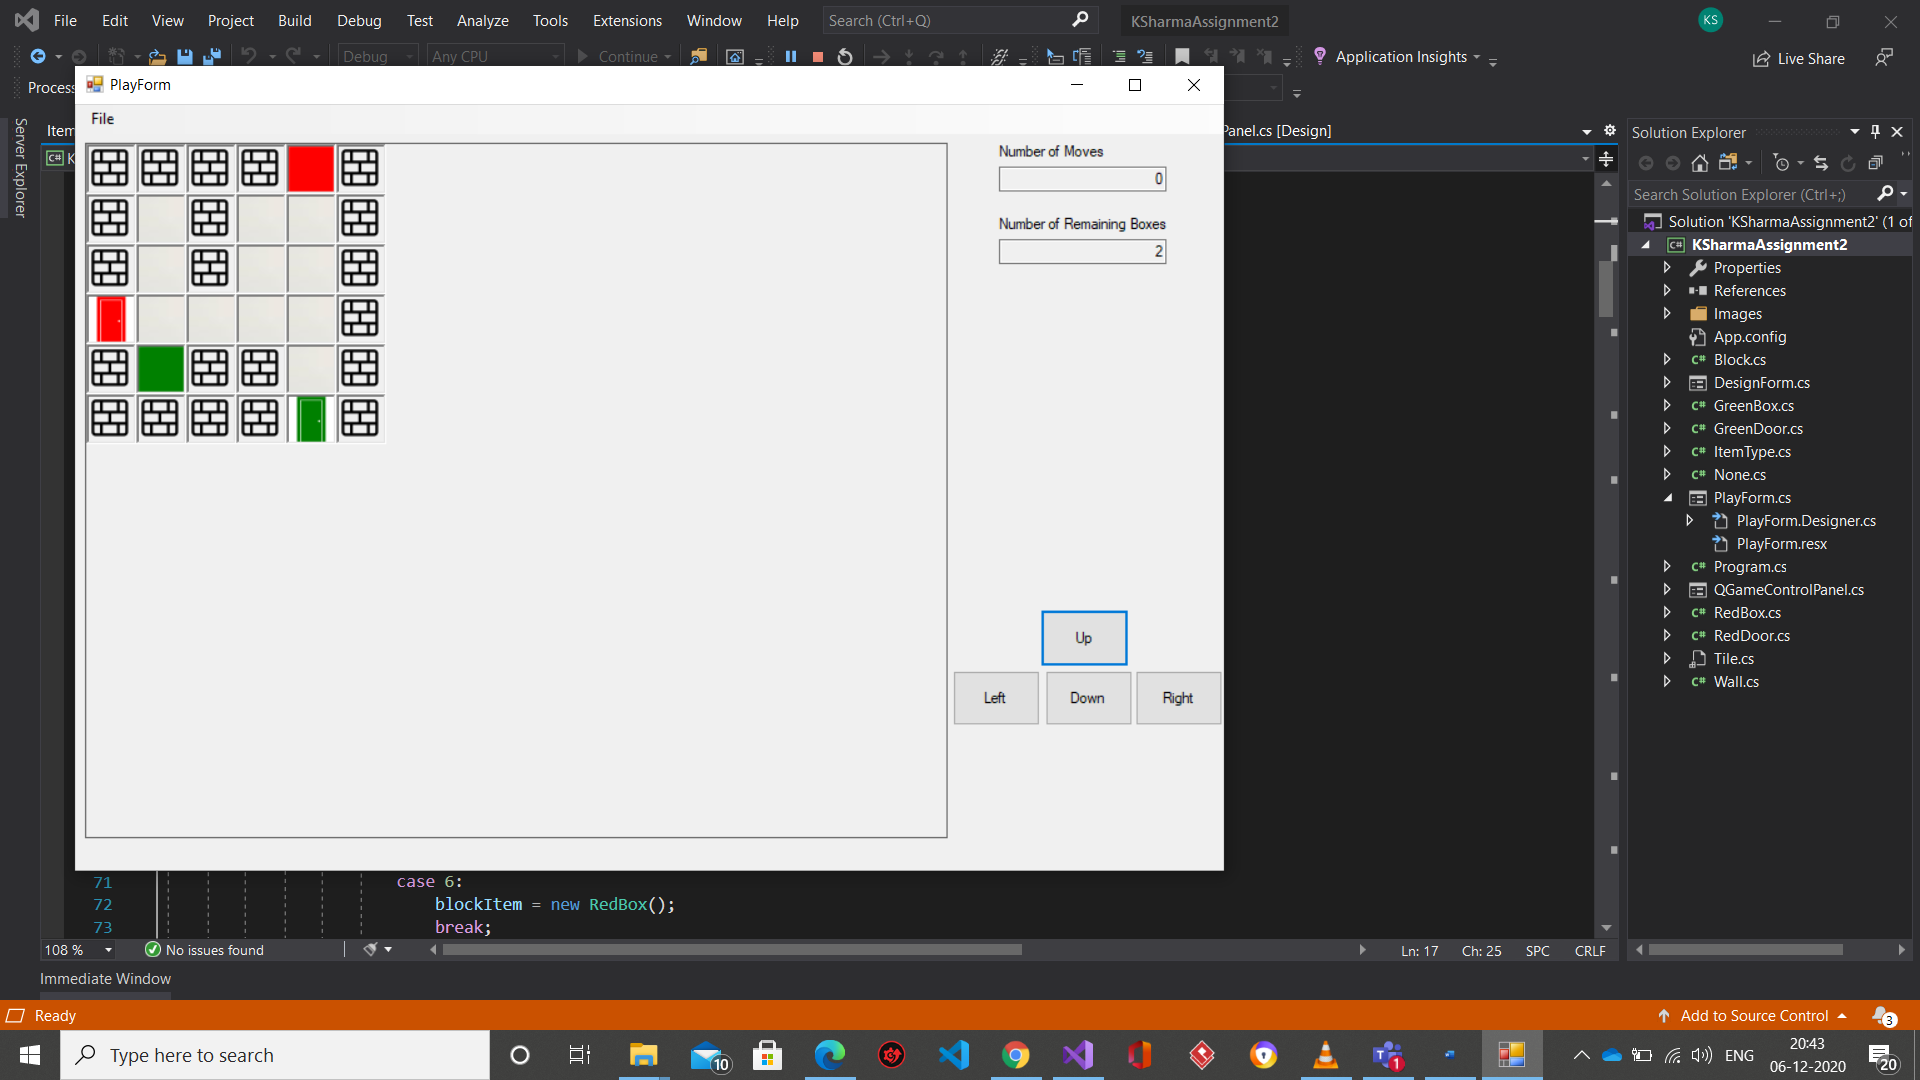 File Edit View Project Build Debug Test Analyze Tools Extensions Window Help Search (Ctrl+Q) KSharmaAssignment2 KS
Debug Any CPU Continue Application Insights Live Share
Process
PlayForm
File
Server Explorer
Item
Panel.cs [Design]
K
Number of Moves
0
Number of Remaining Boxes
2
Up
Left Down Right
Solution Explorer
Search Solution Explorer (Ctrl+;)
Solution 'KSharmaAssignment2' (1 of
C# KSharmaAssignment2
Properties
References
Images
App.config
C# Block.cs
DesignForm.cs
C# GreenBox.cs
C# GreenDoor.cs
C# ItemType.cs
C# None.cs
PlayForm.cs
PlayForm.Designer.cs
PlayForm.resx
C# Program.cs
QGameControlPanel.cs
C# RedBox.cs
C# RedDoor.cs
Tile.cs
C# Wall.cs
71 case 6:
72 blockItem = new RedBox();
73 break;
108 % No issues found Ln: 17 Ch: 25 SPC CRLF
Immediate Window
Ready Add to Source Control 3
Type here to search 10 1 ENG 20:43
06-12-2020 20